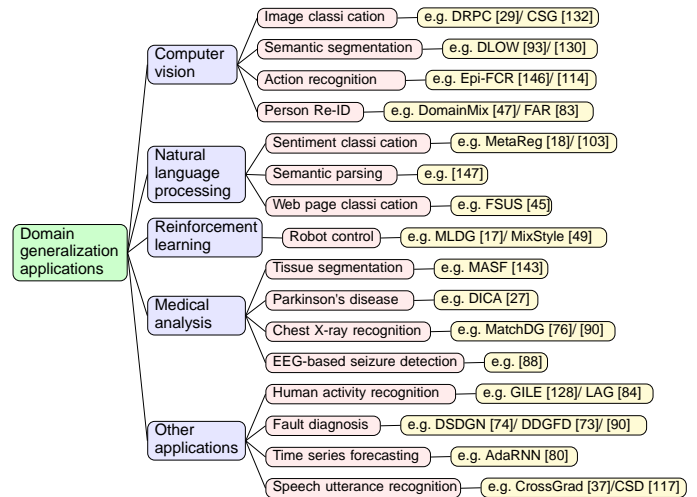 Domain
generalization
applications
Computer
vision
Image classi cation
e.g. DRPC [29]/ CSG [132]
Semantic segmentation
e.g. DLOW [93]/ [130]
Action recognition
e.g. Epi-FCR [146]/ [114]
Person Re-ID
e.g. DomainMix [47]/ FAR [83]
Natural
language
processing
Sentiment classi cation
e.g. MetaReg [18]/ [103]
Semantic parsing
e.g. [147]
Web page classi cation
e.g. FSUS [45]
Reinforcement
learning
Robot control
e.g. MLDG [17]/ MixStyle [49]
Medical
analysis
Tissue segmentation
e.g. MASF [143]
Parkinson's disease
e.g. DICA [27]
Chest X-ray recognition
e.g. MatchDG [76]/ [90]
EEG-based seizure detection
e.g. [88]
Other
applications
Human activity recognition
e.g. GILE [128]/ LAG [84]
Fault diagnosis
e.g. DSDGN [74]/ DDGFD [73]/ [90]
Time series forecasting
e.g. AdaRNN [80]
Speech utterance recognition
e.g. CrossGrad [37]/CSD [117]